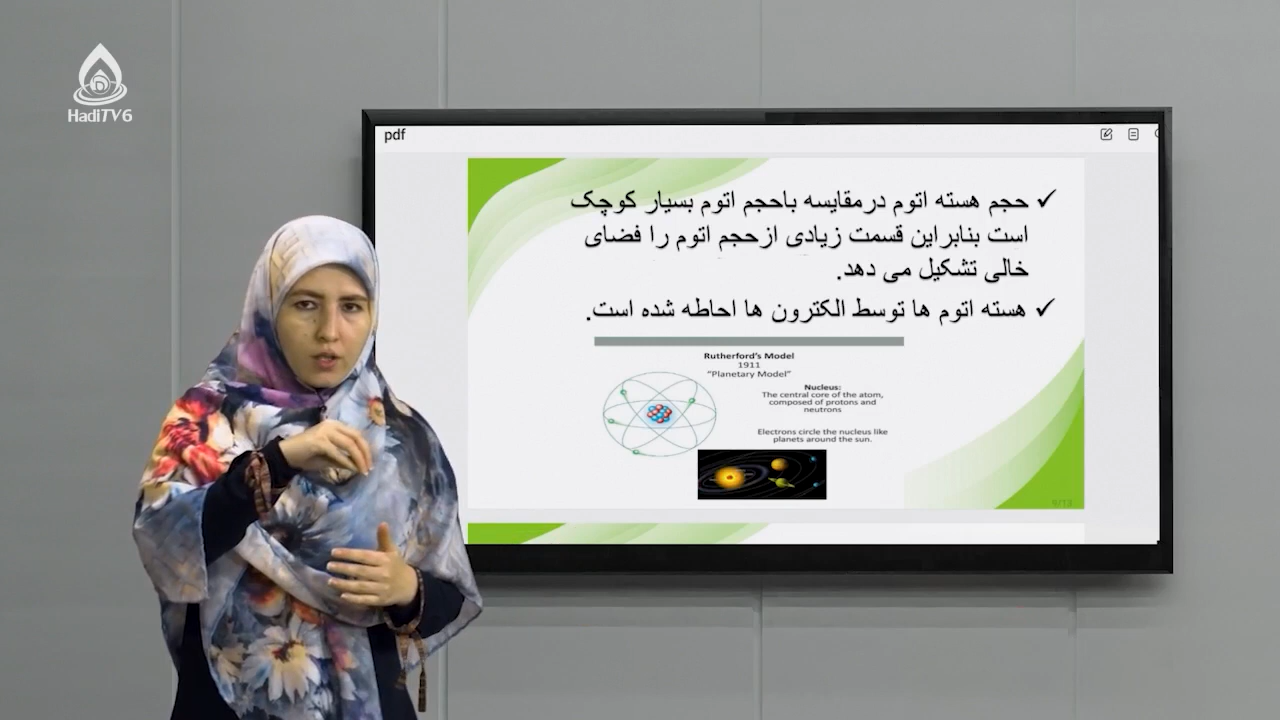 HadiTV6
pdf
✓ حجم هسته اتوم درمقایسه باحجم اتوم بسیار کوچک
است بنابراین قسمت زیادی ازحجم اتوم را فضای
خالی تشکیل می دهد.
✓ هسته اتوم ها توسط الکترون ها احاطه شده است.
Rutherford's Model
1911
"Planetary Model"
Nucleus:
The central core of the atom,
composed of protons and
neutrons
Electrons circle the nucleus like
planets around the sun.